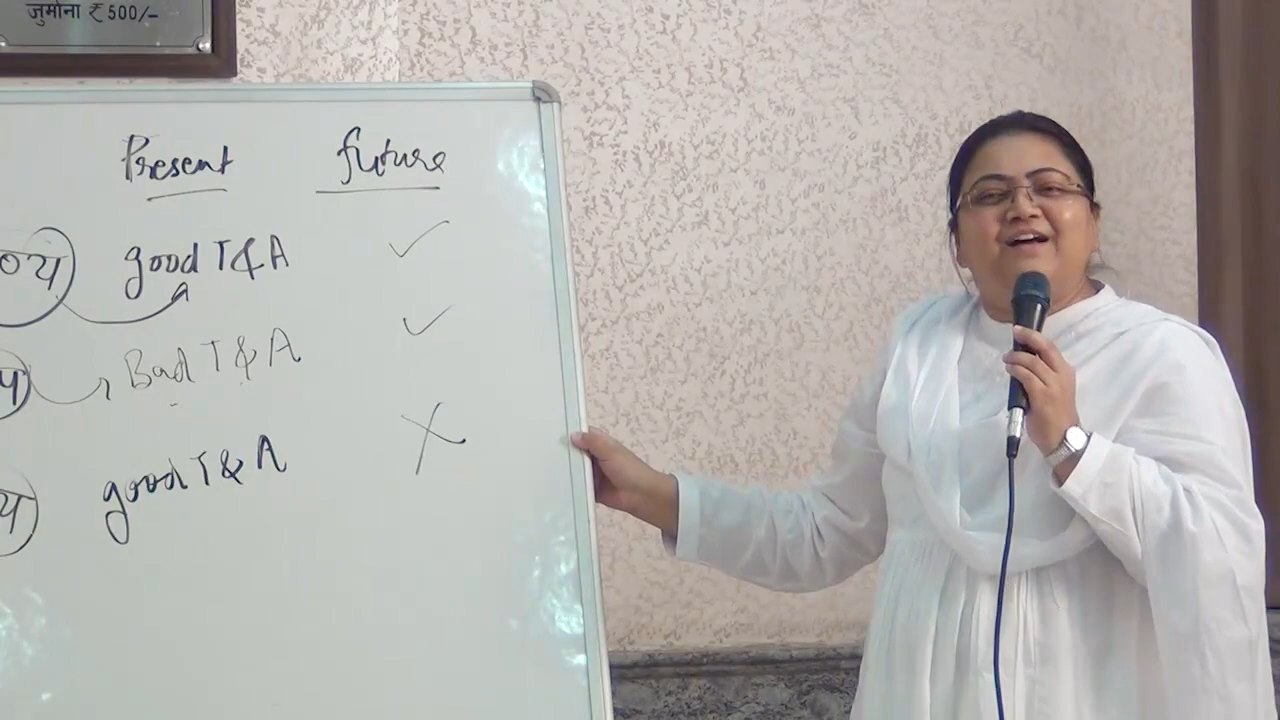 जुर्माना ₹ 500/-
Present future
ण्य good T & A ✓
प Bad T & A ✓
य good T & A X